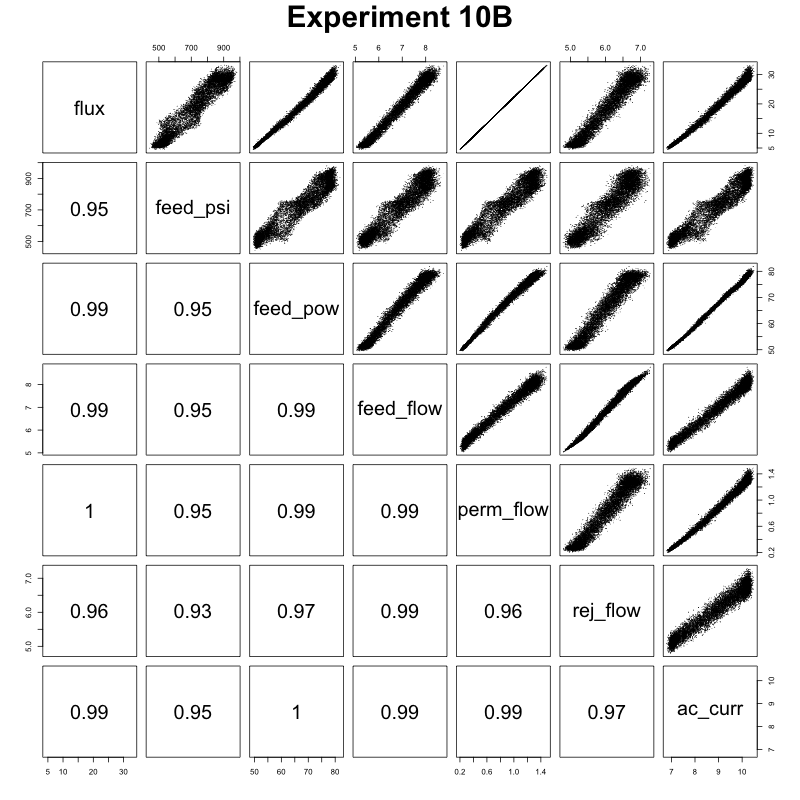 Experiment 10B
500 700 900 5 6 7 8 5.0 6.0 7.0
flux 5 10 20 30
500 700 900 0.95 feed_psi
0.99 0.95 feed_pow 50 60 70 80
5 6 7 8 0.99 0.95 0.99 feed_flow
1 0.95 0.99 0.99 perm_flow 0.2 0.6 1.0 1.4
5.0 6.0 7.0 0.96 0.93 0.97 0.99 0.96 rej_flow
0.99 0.95 1 0.99 0.99 0.97 ac_curr 7 8 9 10
5 10 20 30 50 60 70 80 0.2 0.6 1.0 1.4 7 8 9 10